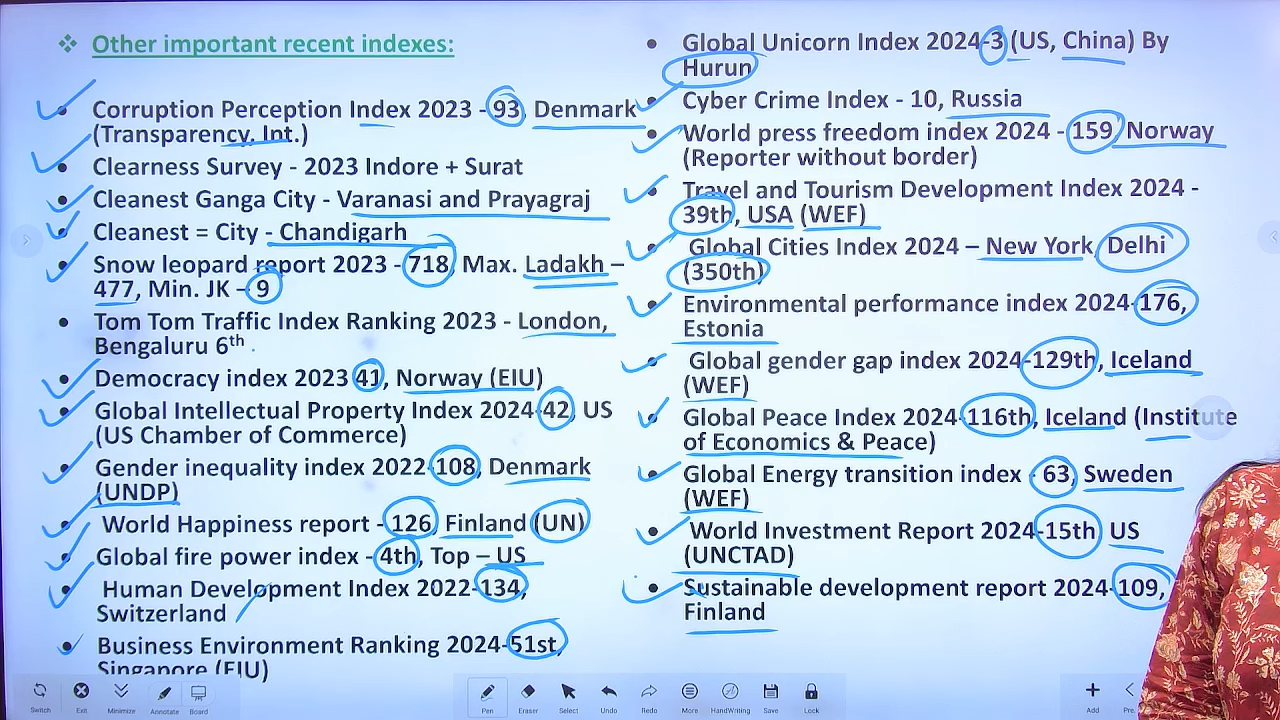 ❖ Other important recent indexes:
• Corruption Perception Index 2023 - 93, Denmark
(Transparency. Int.)
• Clearness Survey - 2023 Indore + Surat
• Cleanest Ganga City - Varanasi and Prayagraj
• Cleanest = City - Chandigarh
• Snow leopard report 2023 - 718, Max. Ladakh –
477, Min. JK – 9
• Tom Tom Traffic Index Ranking 2023 - London,
Bengaluru 6th
• Democracy index 2023 41, Norway (EIU)
• Global Intellectual Property Index 2024-42, US
(US Chamber of Commerce)
• Gender inequality index 2022-108, Denmark
(UNDP)
• World Happiness report - 126, Finland (UN)
• Global fire power index - 4th, Top – US
• Human Development Index 2022-134,
Switzerland
• Business Environment Ranking 2024-51st,
Singapore (EIU)
• Global Unicorn Index 2024-3 (US, China) By
Hurun
• Cyber Crime Index - 10, Russia
• World press freedom index 2024 - 159, Norway
(Reporter without border)
• Travel and Tourism Development Index 2024 -
39th, USA (WEF)
• Global Cities Index 2024 – New York, Delhi
(350th)
• Environmental performance index 2024-176,
Estonia
• Global gender gap index 2024-129th, Iceland
(WEF)
• Global Peace Index 2024-116th, Iceland (Institute
of Economics & Peace)
• Global Energy transition index - 63, Sweden
(WEF)
• World Investment Report 2024-15th, US
(UNCTAD)
• Sustainable development report 2024-109,
Finland
Switch Exit Minimize Annotate Board Pen Eraser Select Undo Redo More HandWriting Save Lock Add Pre.